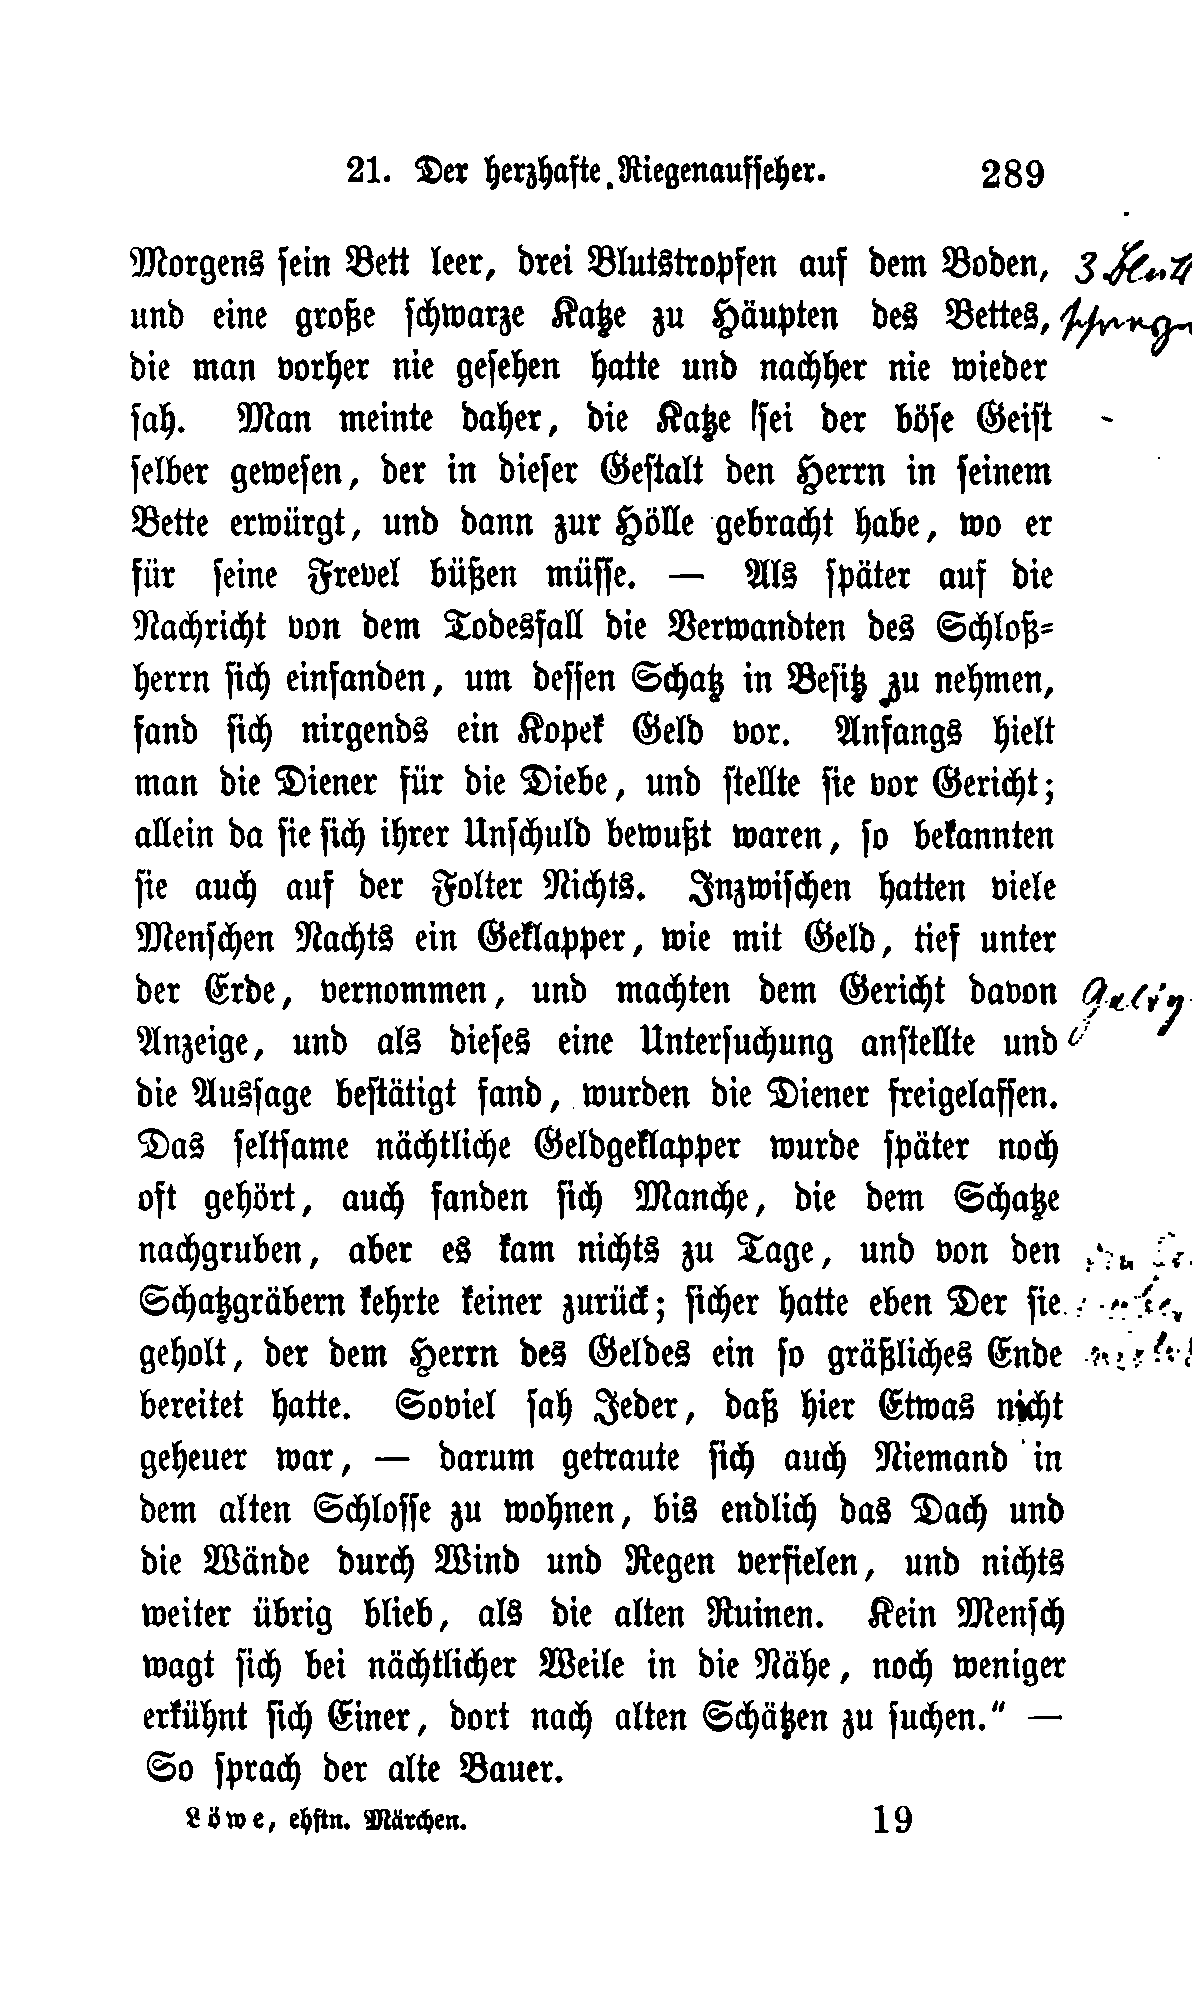 21. Der herzhafte Riegenaufseher. 289
Morgens sein Bett leer, drei Blutstropfen auf dem Boden,
und eine große schwarze Katze zu Häupten des Bettes,
die man vorher nie gesehen hatte und nachher nie wieder
sah. Man meinte daher, die Katze sei der böse Geist
selber gewesen, der in dieser Gestalt den Herrn in seinem
Bette erwürgt, und dann zur Hölle gebracht habe, wo er
für seine Frevel büßen müsse. — Als später auf die
Nachricht von dem Todesfall die Verwandten des Schloß-
herrn sich einfanden, um dessen Schatz in Besitz zu nehmen,
fand sich nirgends ein Kopek Geld vor. Anfangs hielt
man die Diener für die Diebe, und stellte sie vor Gericht;
allein da sie sich ihrer Unschuld bewußt waren, so bekannten
sie auch auf der Folter Nichts. Inzwischen hatten viele
Menschen Nachts ein Geklapper, wie mit Geld, tief unter
der Erde, vernommen, und machten dem Gericht davon
Anzeige, und als dieses eine Untersuchung anstellte und
die Aussage bestätigt fand, wurden die Diener freigelassen.
Das seltsame nächtliche Geldgeklapper wurde später noch
oft gehört, auch fanden sich Manche, die dem Schatze
nachgruben, aber es kam nichts zu Tage, und von den
Schatzgräbern kehrte keiner zurück; sicher hatte eben Der sie
geholt, der dem Herrn des Geldes ein so gräßliches Ende
bereitet hatte. Soviel sah Jeder, daß hier Etwas nicht
geheuer war, — darum getraute sich auch Niemand in
dem alten Schlosse zu wohnen, bis endlich das Dach und
die Wände durch Wind und Regen verfielen, und nichts
weiter übrig blieb, als die alten Ruinen. Kein Mensch
wagt sich bei nächtlicher Weile in die Nähe, noch weniger
erkühnt sich Einer, dort nach alten Schätzen zu suchen." —
So sprach der alte Bauer.
Löwe, ehstn. Märchen. 19